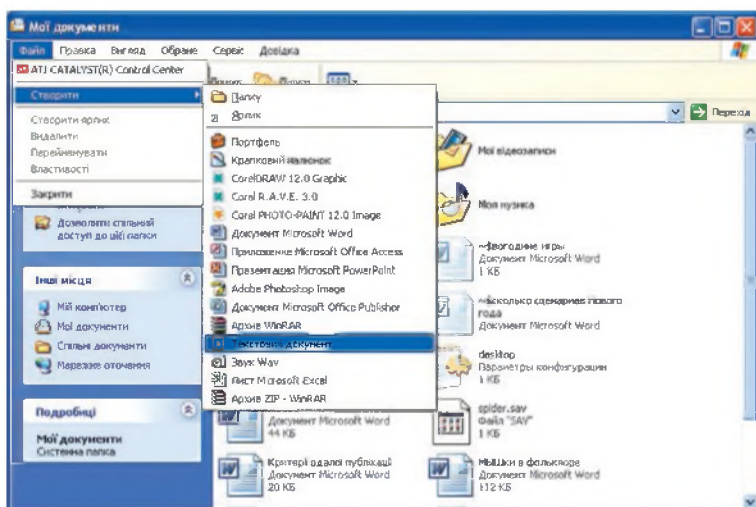 Мої документи
Файл Правка Вигляд Обране Сервіс Довідка
ATI CATALYST(R) Control Center
Створити
Створити ярлик
Видалити
Перейменувати
Властивості
Закрити
Папку
Ярлик
Портфель
Крапковий малюнок
CorelDRAW 12.0 Graphic
Corel R.A.V.E. 3.0
Corel PHOTO-PAINT 12.0 Image
Документ Microsoft Word
Приложение Microsoft Office Access
Презентация Microsoft PowerPoint
Adobe Photoshop Image
Документ Microsoft Office Publisher
Архив WinRAR
Текстовий документ
Звук Wav
Лист Microsoft Excel
Архив ZIP - WinRAR
Перехід
Дозволити спільний
доступ до цієї папки
Інші місця
Мій комп'ютер
Мої документи
Спільні документи
Мережне оточення
Подробиці
Мої документи
Системна папка
Мої відеозаписи
Моя музика
игры
Документ Microsoft Word
1 КБ
сценариев Нового
года
Документ Microsoft Word
desktop
Параметры конфигурации
1 КБ
spider.sav
Файл "SAV"
1 КБ
Документ Microsoft Word
44 КБ
Критерії вдалої публікації
Документ Microsoft Word
20 КБ
Мышки в фольклоре
Документ Microsoft Word
112 КБ